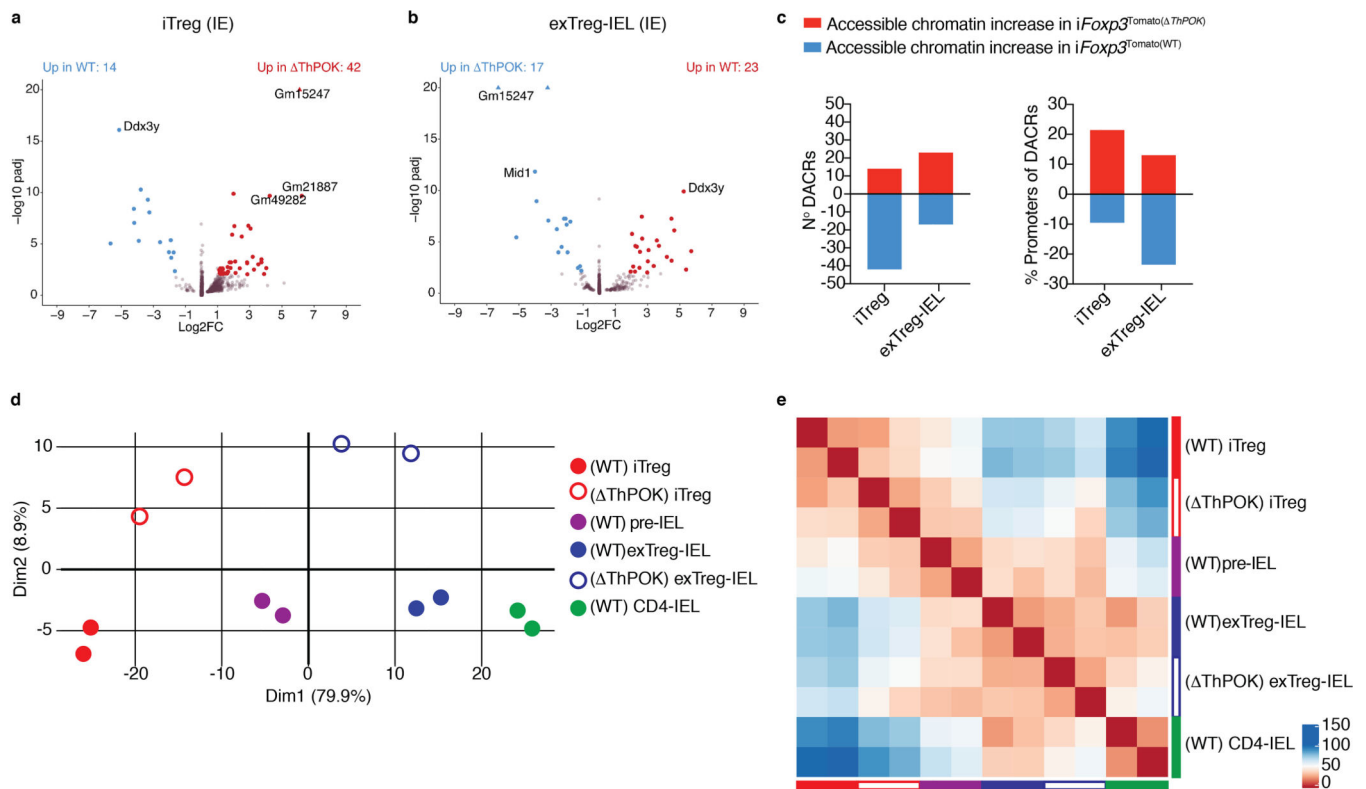 a
iTreg (IE)
Up in WT: 14
Up in ΔThPOK: 42
20
15
10
5
0
−log10 padj
Gm15247
Ddx3y
Gm21887
Gm49282
−9 −7 −5 −3 −1 1 3 5 7 9
Log2FC
b
exTreg-IEL (IE)
Up in ΔThPOK: 17
Up in WT: 23
20
15
10
5
0
−log10 padj
Gm15247
Mid1
Ddx3y
−9 −7 −5 −3 −1 1 3 5 7 9
Log2FC
c
Accessible chromatin increase in iFoxp3Tomato(ΔThPOK)
Accessible chromatin increase in iFoxp3Tomato(WT)
50
40
30
20
10
0
-10
-20
-30
-40
-50
Nº DACRs
iTreg
exTreg-IEL
30
20
10
0
-10
-20
-30
% Promoters of DACRs
iTreg
exTreg-IEL
d
10
5
0
-5
Dim2 (8.9%)
-20 -10 0 10 20
Dim1 (79.9%)
(WT) iTreg
(ΔThPOK) iTreg
(WT) pre-IEL
(WT)exTreg-IEL
(ΔThPOK) exTreg-IEL
(WT) CD4-IEL
e
(WT) iTreg
(ΔThPOK) iTreg
(WT)pre-IEL
(WT)exTreg-IEL
(ΔThPOK) exTreg-IEL
(WT) CD4-IEL
150
100
50
0